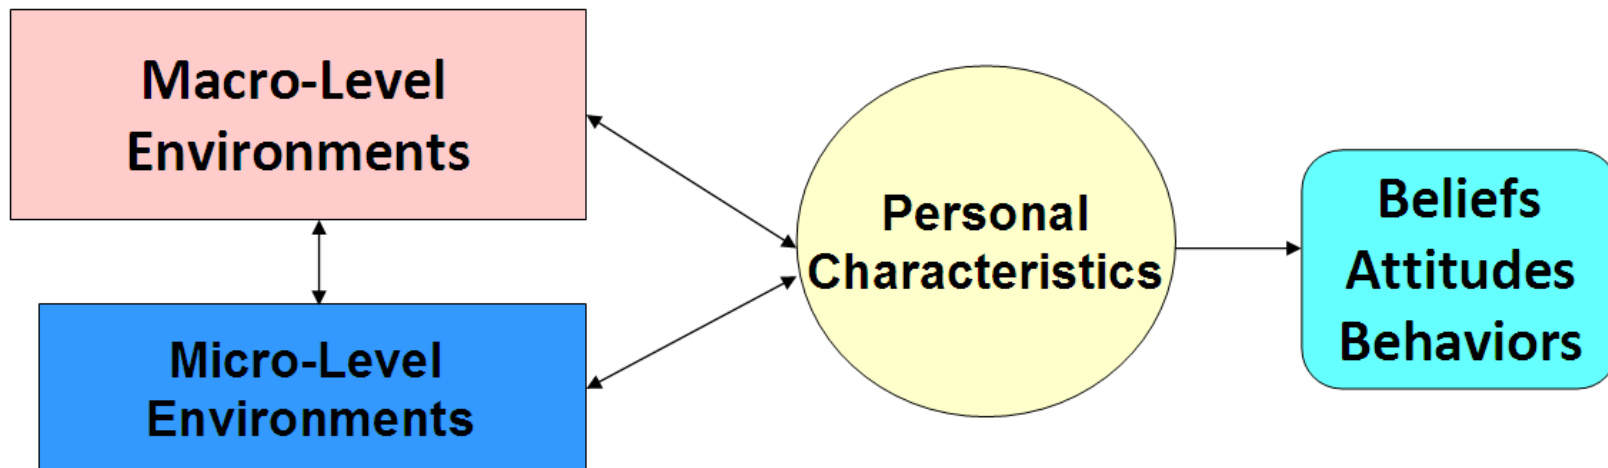 Macro-Level
Environments
Micro-Level
Environments
Personal
Characteristics
Beliefs
Attitudes
Behaviors